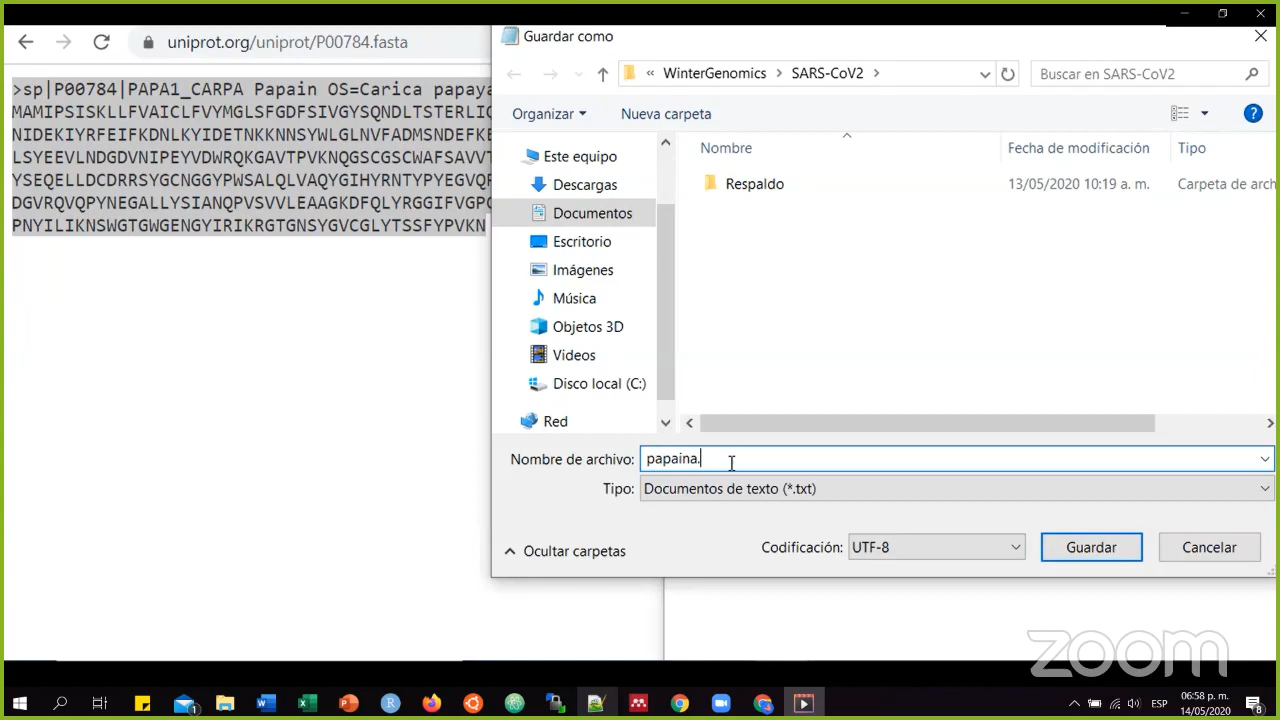 uniprot.org/uniprot/P00784.fasta
>sp|P00784|PAPA1_CARPA Papain OS=Carica papaya
MAMIPSISKLLFVAICLFVYMGLSFGDFSIVGYSQNDLTSTERLIQ
NIDEKIYRFEIFKDNLKYIDETNKKNNSYWLGLNVFADMSNDEFKE
LSYEEVLNDGDVNIPEYVDWRQKGAVTPVKNQGSCGSCWAFSAVVT
YSEQELLDCDRRSYGCNGGYPWSALQLVAQYGIHYRNTYPYEGVQR
DGVRQVQPYNEGALLYSIANQPVSVVLEAAGKDFQLYRGGIFVGPC
PNYILIKNSWGTGWGENGYIRIKRGTGNSYGVCGLYTSSFYPVKN
Guardar como
« WinterGenomics > SARS-CoV2 >
Buscar en SARS-CoV2
Organizar
Nueva carpeta
?
Este equipo
Descargas
Documentos
Escritorio
Imágenes
Música
Objetos 3D
Videos
Disco local (C:)
Red
Nombre
Fecha de modificación
Tipo
Respaldo
13/05/2020 10:19 a. m.
Carpeta de arch
Nombre de archivo:
papaina.
Tipo:
Documentos de texto (*.txt)
Ocultar carpetas
Codificación:
UTF-8
Guardar
Cancelar
zoom
1
ESP
06:58 p. m.
14/05/2020
8